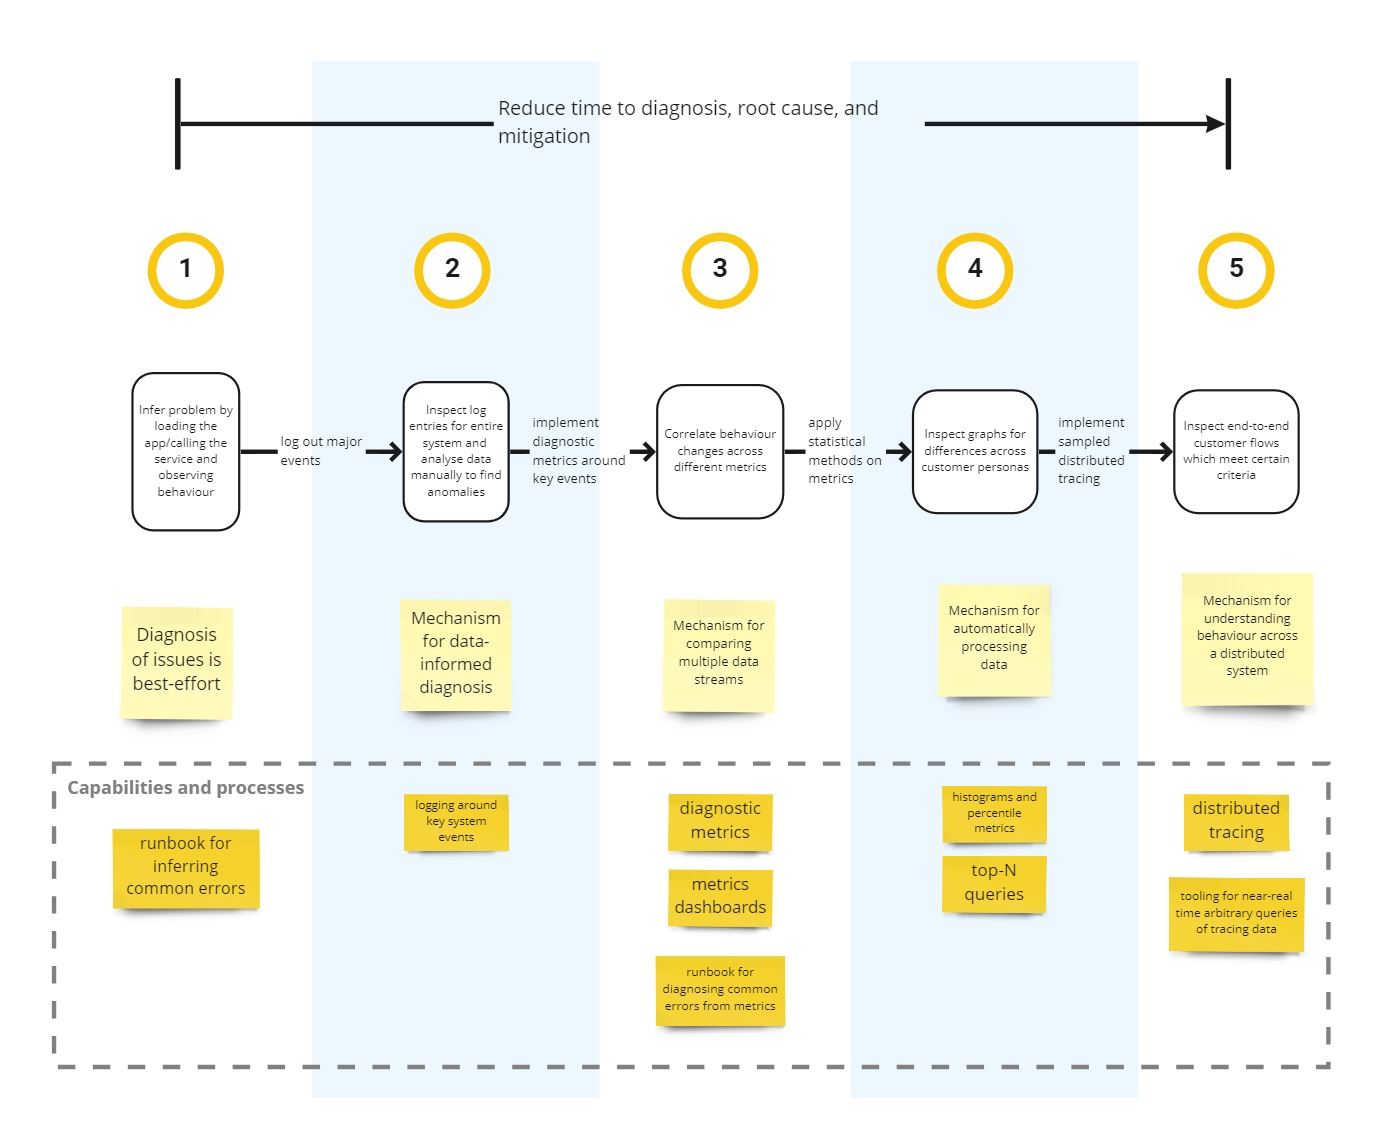 Reduce time to diagnosis, root cause, and
mitigation
1
2
3
4
5
Infer problem by
loading the
app/calling the
service and
observing
behaviour
log out major
events
Inspect log
entries for entire
system and
analyse data
manually to find
anomalies
implement
diagnostic
metrics around
key events
Correlate behaviour
changes across
different metrics
apply
statistical
methods on
metrics
Inspect graphs for
differences across
customer personas
implement
sampled
distributed
tracing
Inspect end-to-end
customer flows
which meet certain
criteria
Diagnosis
of issues is
best-effort
Mechanism
for data-
informed
diagnosis
Mechanism for
comparing
multiple data
streams
Mechanism for
automatically
processing
data
Mechanism for
understanding
behaviour across
a distributed
system
Capabilities and processes
runbook for
inferring
common errors
logging around
key system
events
diagnostic
metrics
metrics
dashboards
runbook for
diagnosing common
errors from metrics
histograms and
percentile
metrics
top-N
queries
distributed
tracing
tooling for near-real
time arbitrary queries
of tracing data